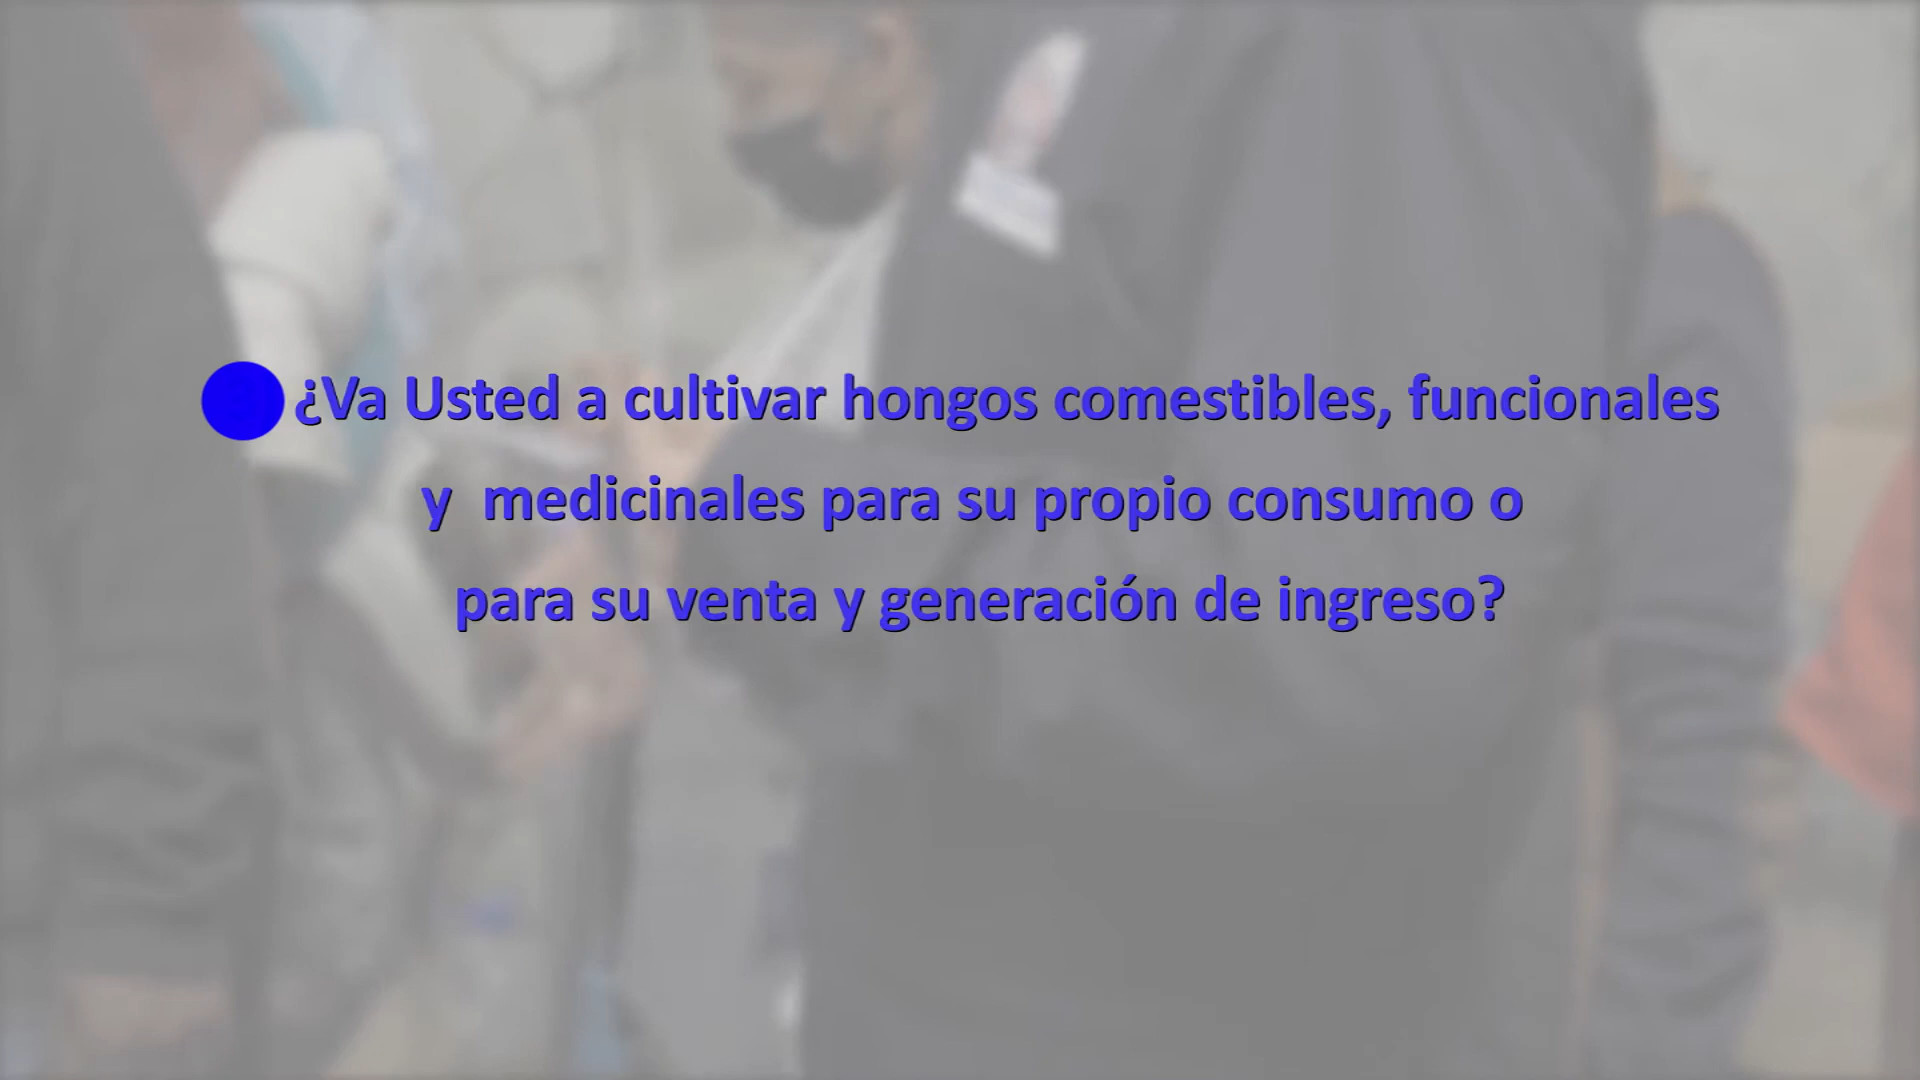 ¿Va Usted a cultivar hongos comestibles, funcionales
y  medicinales para su propio consumo o
para su venta y generación de ingreso?